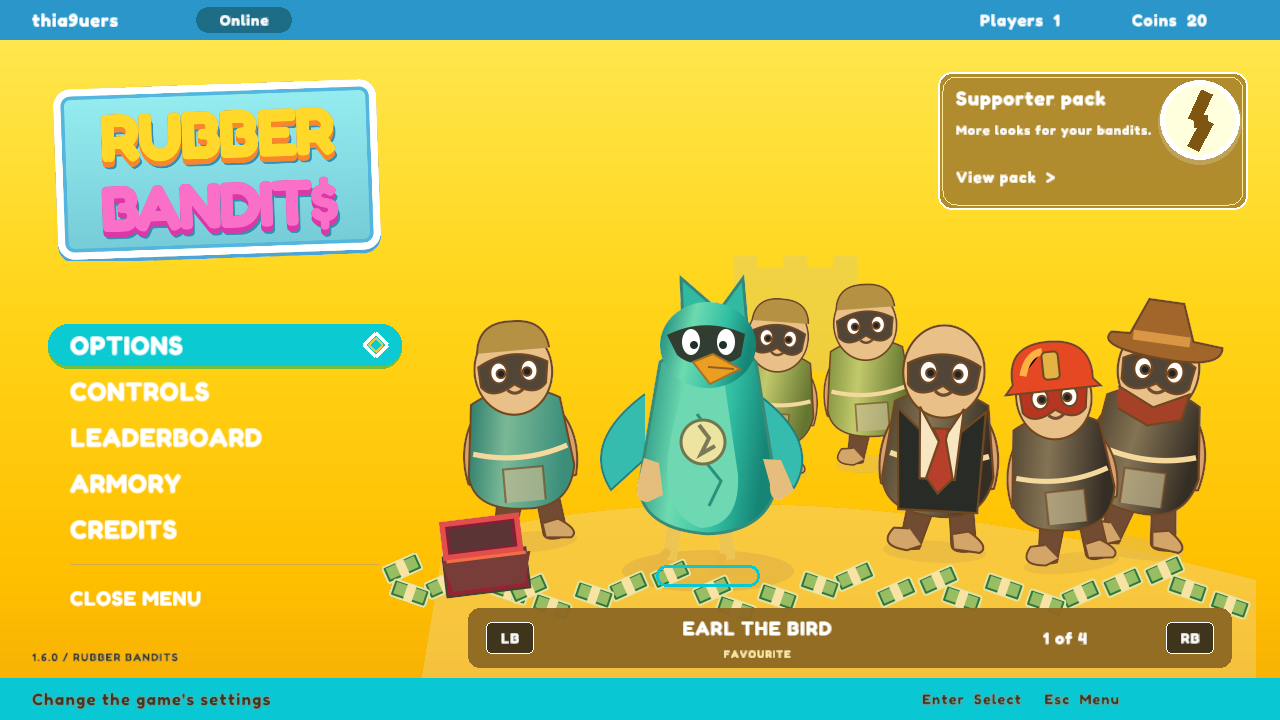 thia9uers
Online
Players 1
Coins 20
RUBBER
BANDIT$
Supporter pack
More looks for your bandits.
View pack >
OPTIONS
CONTROLS
LEADERBOARD
ARMORY
CREDITS
CLOSE MENU
1.6.0 / RUBBER BANDITS
LB
EARL THE BIRD
FAVOURITE
1 of 4
RB
Change the game's settings
Enter Select
Esc Menu